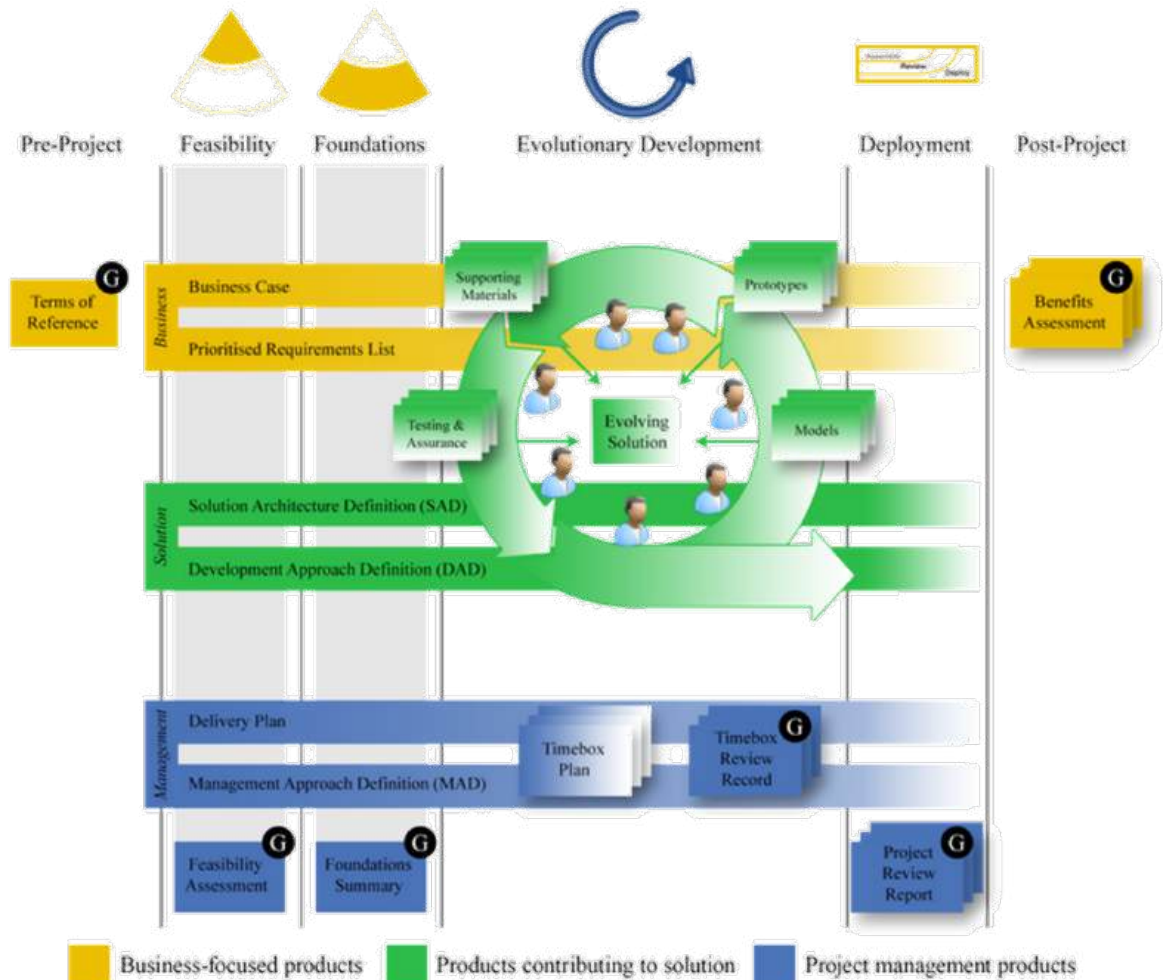 Review
Deploy
Pre-Project
Feasibility
Foundations
Evolutionary Development
Deployment
Post-Project
G
Terms of
Reference
Business
Business Case
Prioritised Requirements List
Supporting
Materials
Prototypes
G
Benefits
Assessment
Testing &
Assurance
Evolving
Solution
Models
Solution
Solution Architecture Definition (SAD)
Development Approach Definition (DAD)
Management
Delivery Plan
Management Approach Definition (MAD)
Timebox
Plan
G
Timebox
Review
Record
G
Feasibility
Assessment
G
Foundations
Summary
G
Project
Review
Report
Business-focused products
Products contributing to solution
Project management products